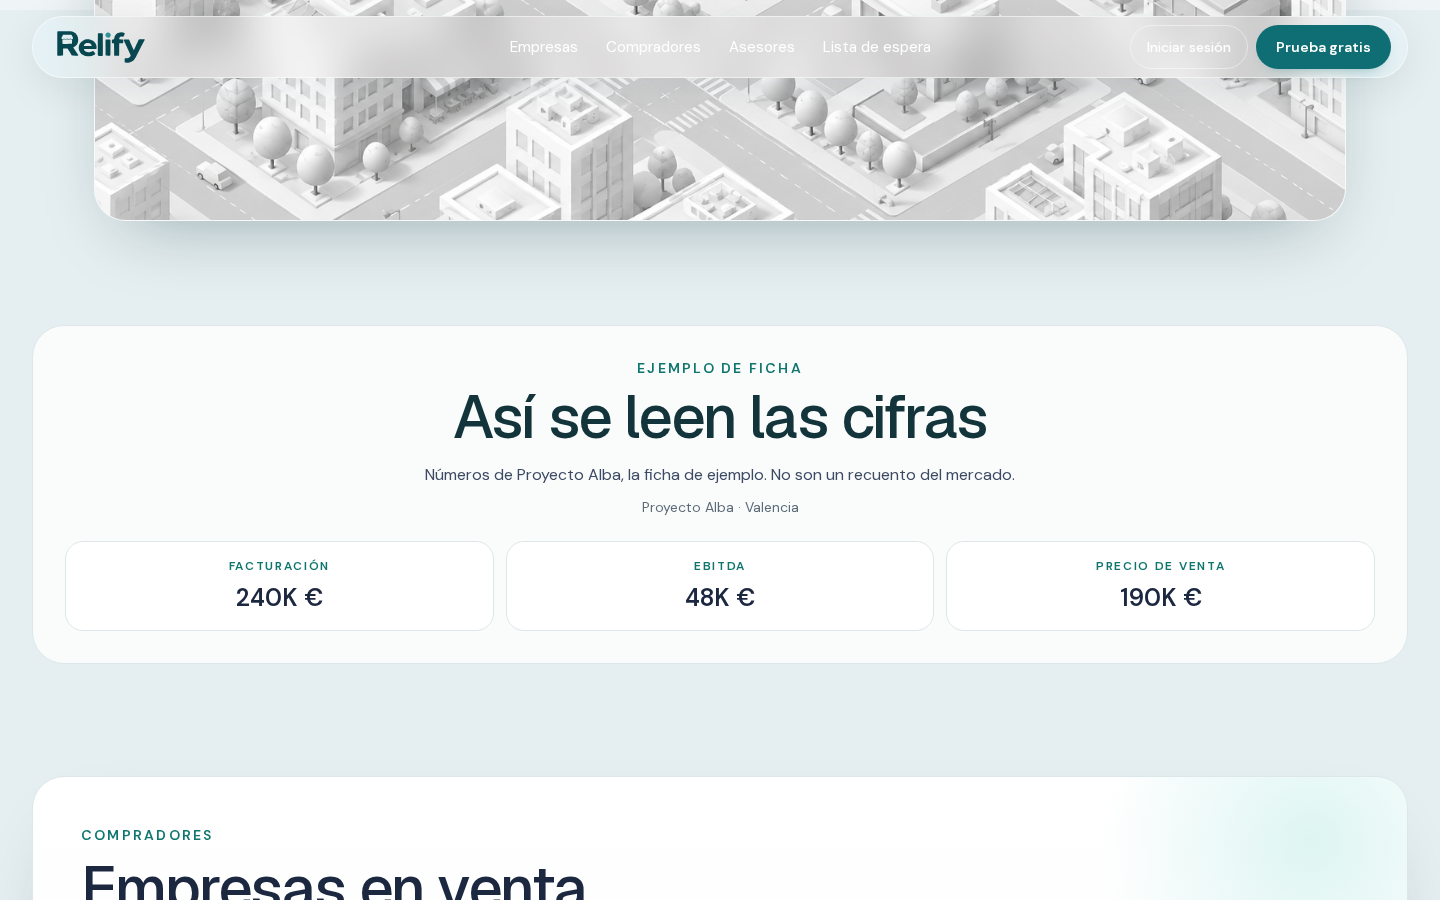 Relify
Empresas
Compradores
Asesores
Lista de espera
Iniciar sesión
Prueba gratis
EJEMPLO DE FICHA
Así se leen las cifras
Números de Proyecto Alba, la ficha de ejemplo. No son un recuento del mercado.
Proyecto Alba · Valencia
FACTURACIÓN
240K €
EBITDA
48K €
PRECIO DE VENTA
190K €
COMPRADORES
Empresas en venta